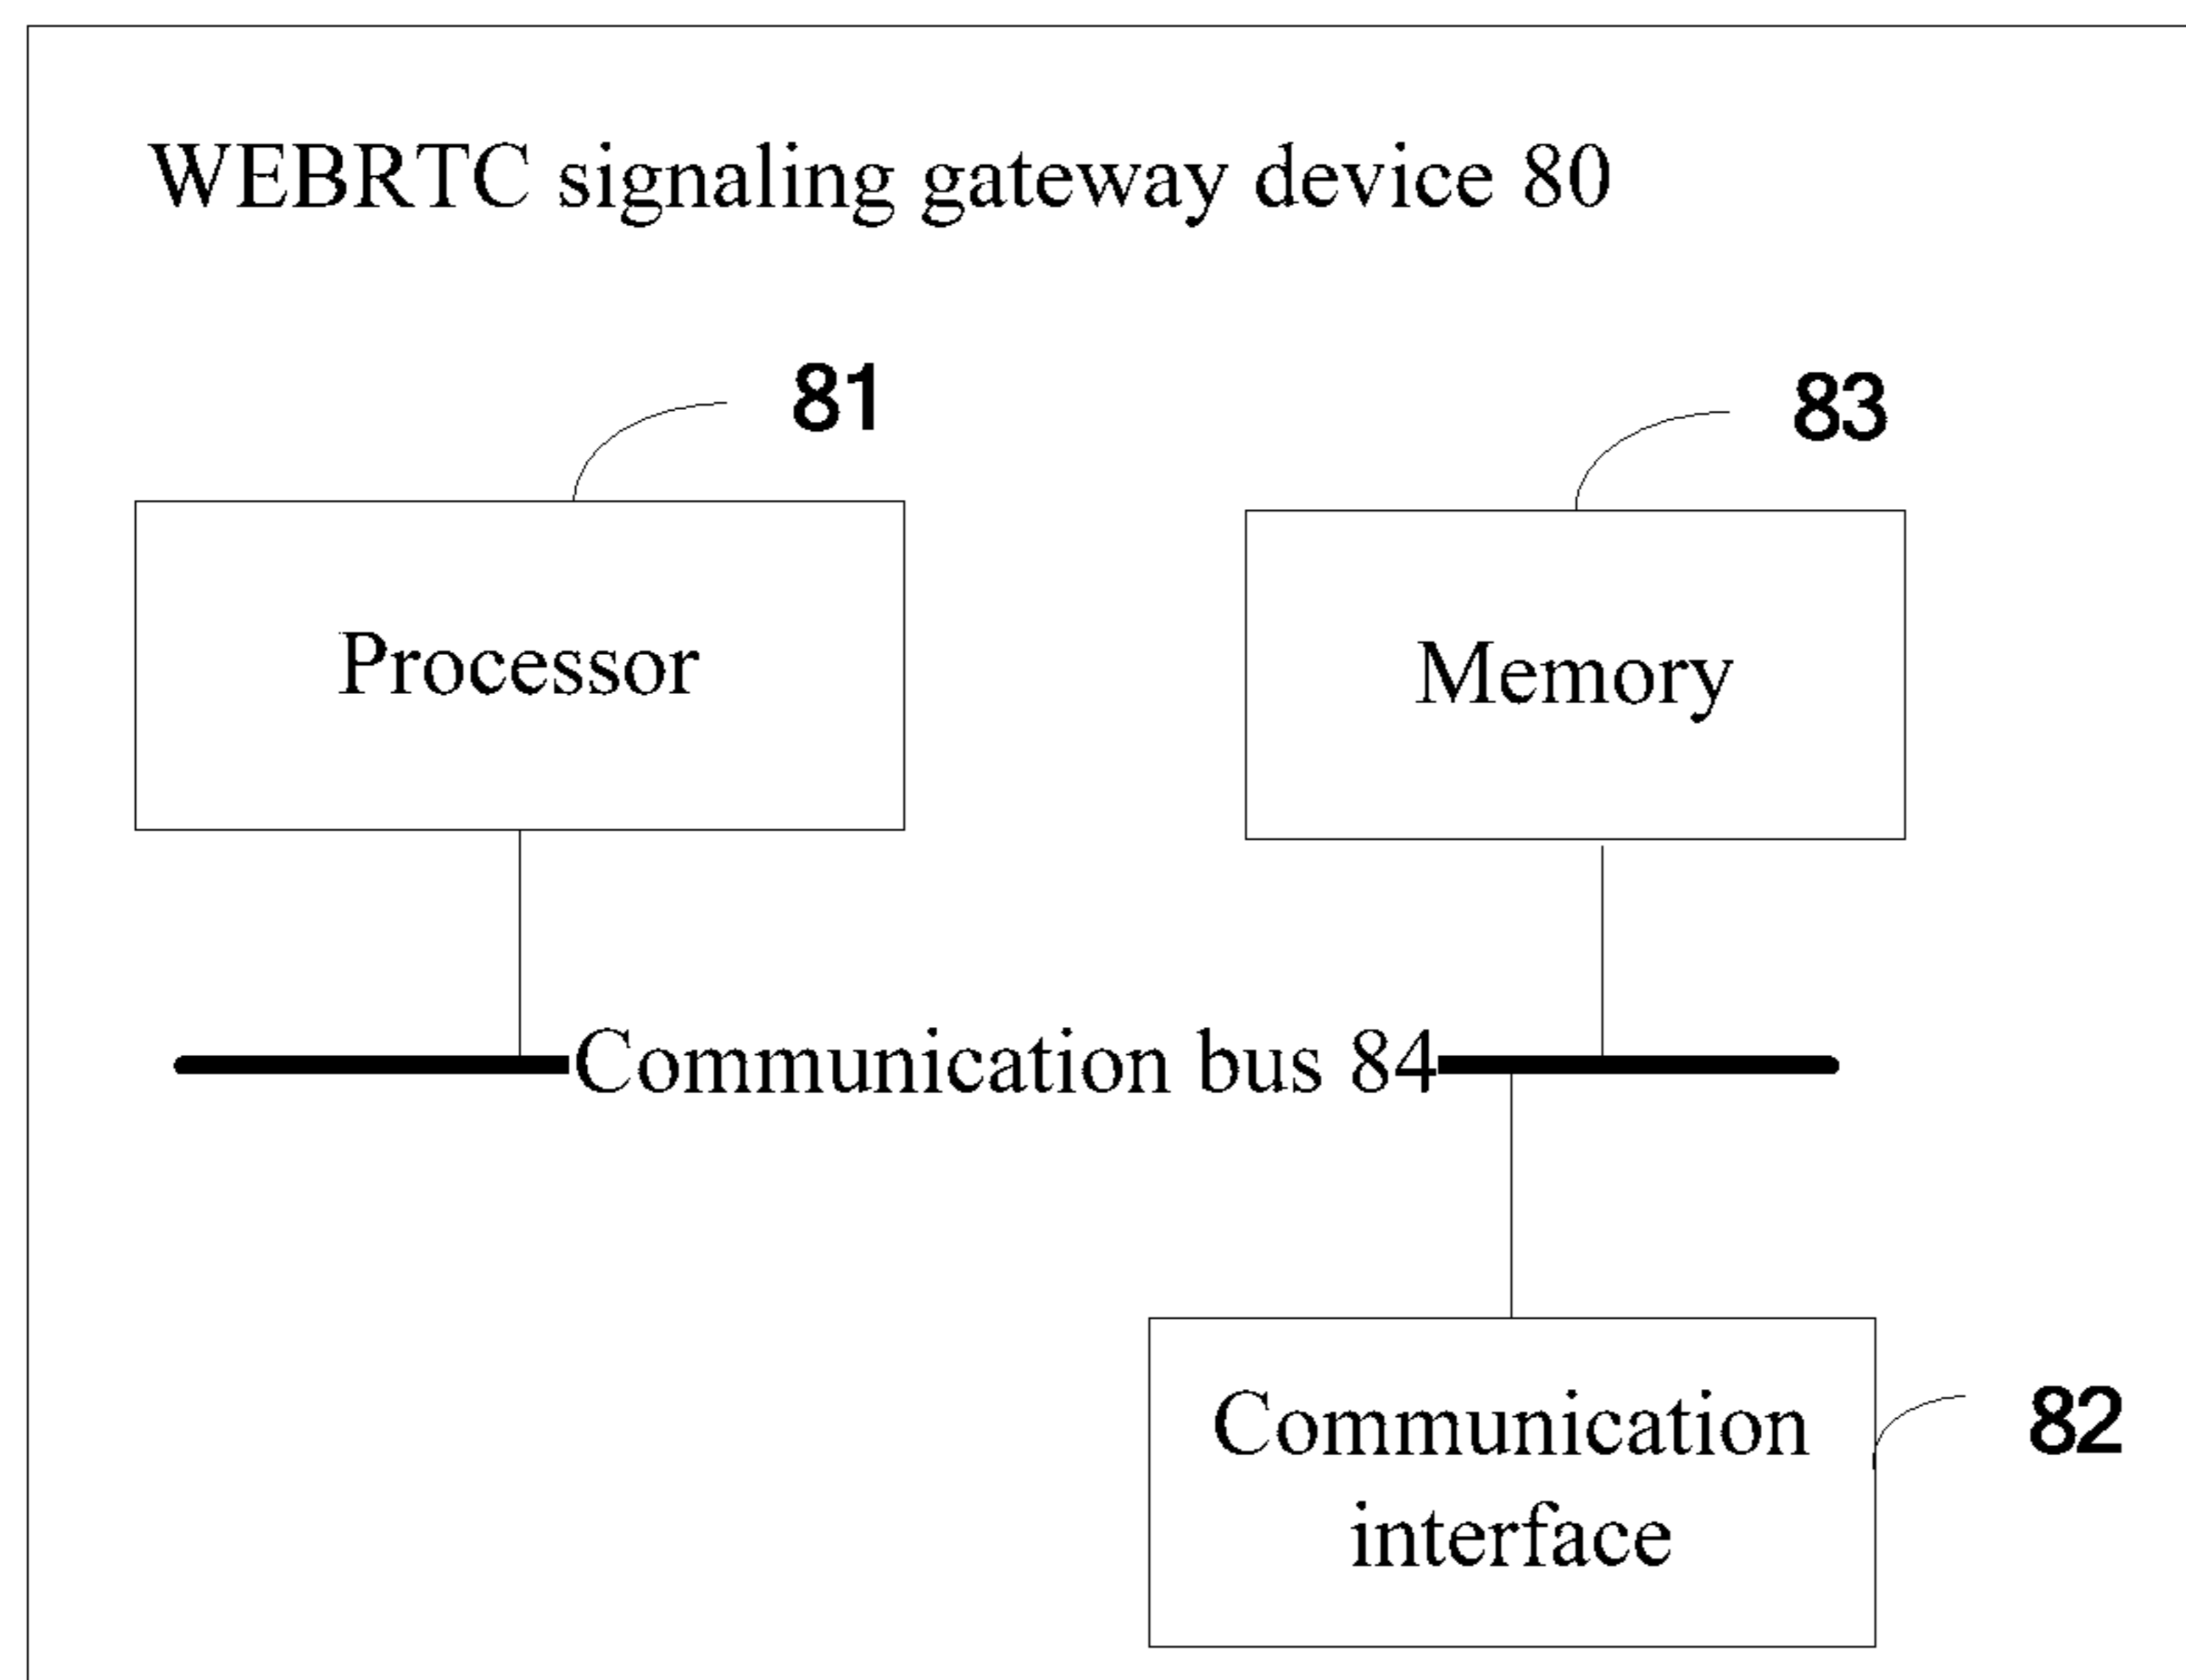 WEBRTC signaling gateway device 80
81
83
Processor
Memory
Communication bus 84
Communication
interface
82